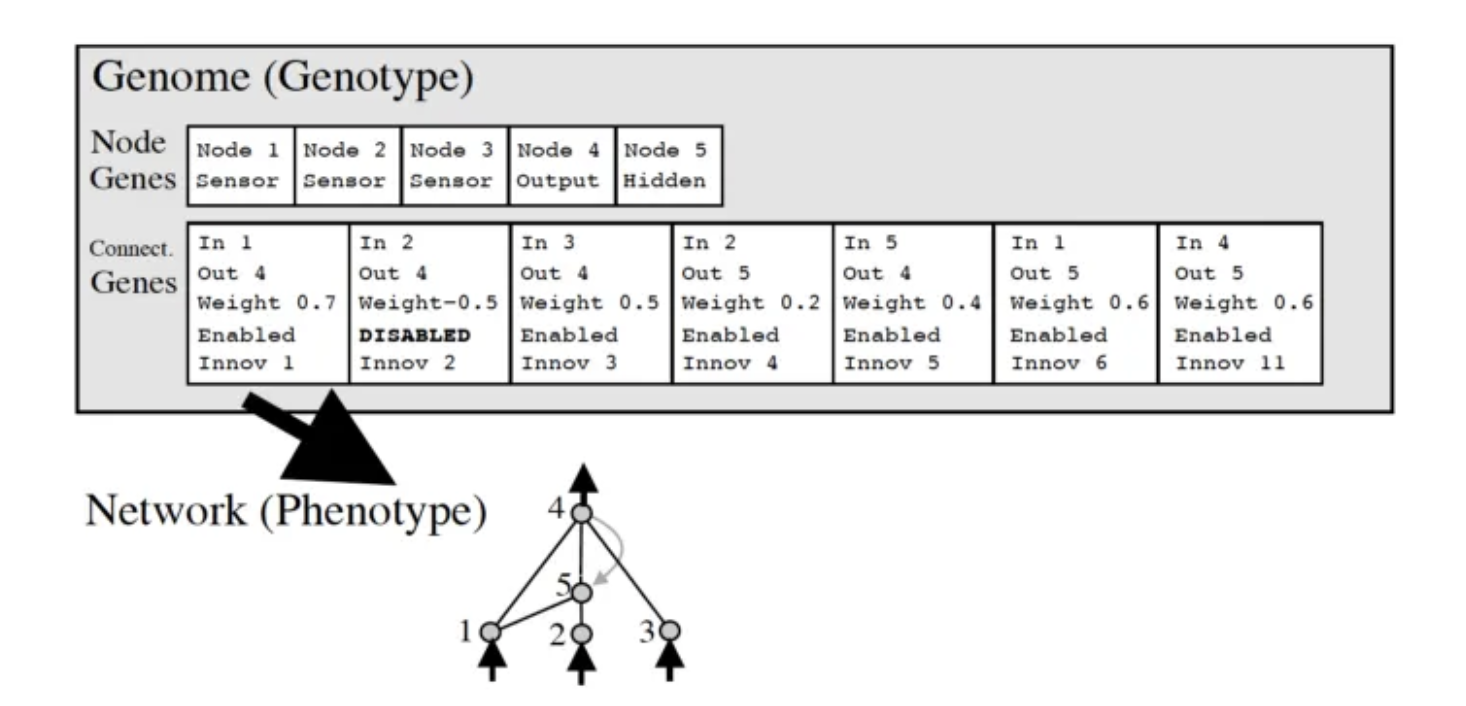 Genome (Genotype)
Node Genes
Node 1 Node 2 Node 3 Node 4 Node 5
Sensor Sensor Sensor Output Hidden
Connect. Genes
In 1 In 2 In 3 In 2 In 5 In 1 In 4
Out 4 Out 4 Out 4 Out 5 Out 4 Out 5 Out 5
Weight 0.7 Weight-0.5 Weight 0.5 Weight 0.2 Weight 0.4 Weight 0.6 Weight 0.6
Enabled DISABLED Enabled Enabled Enabled Enabled Enabled
Innov 1 Innov 2 Innov 3 Innov 4 Innov 5 Innov 6 Innov 11
Network (Phenotype)
4
5
1 2 3